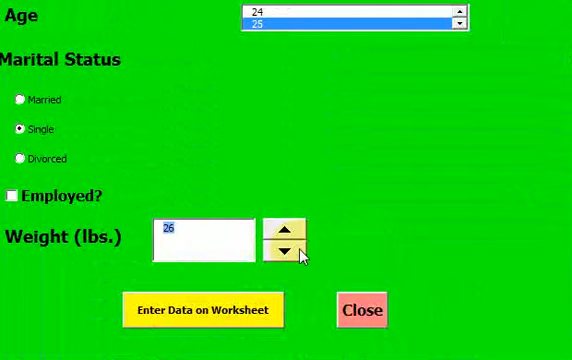 Age
24
25
Marital Status
Married
Single
Divorced
Employed?
Weight (lbs.)
26
Enter Data on Worksheet
Close